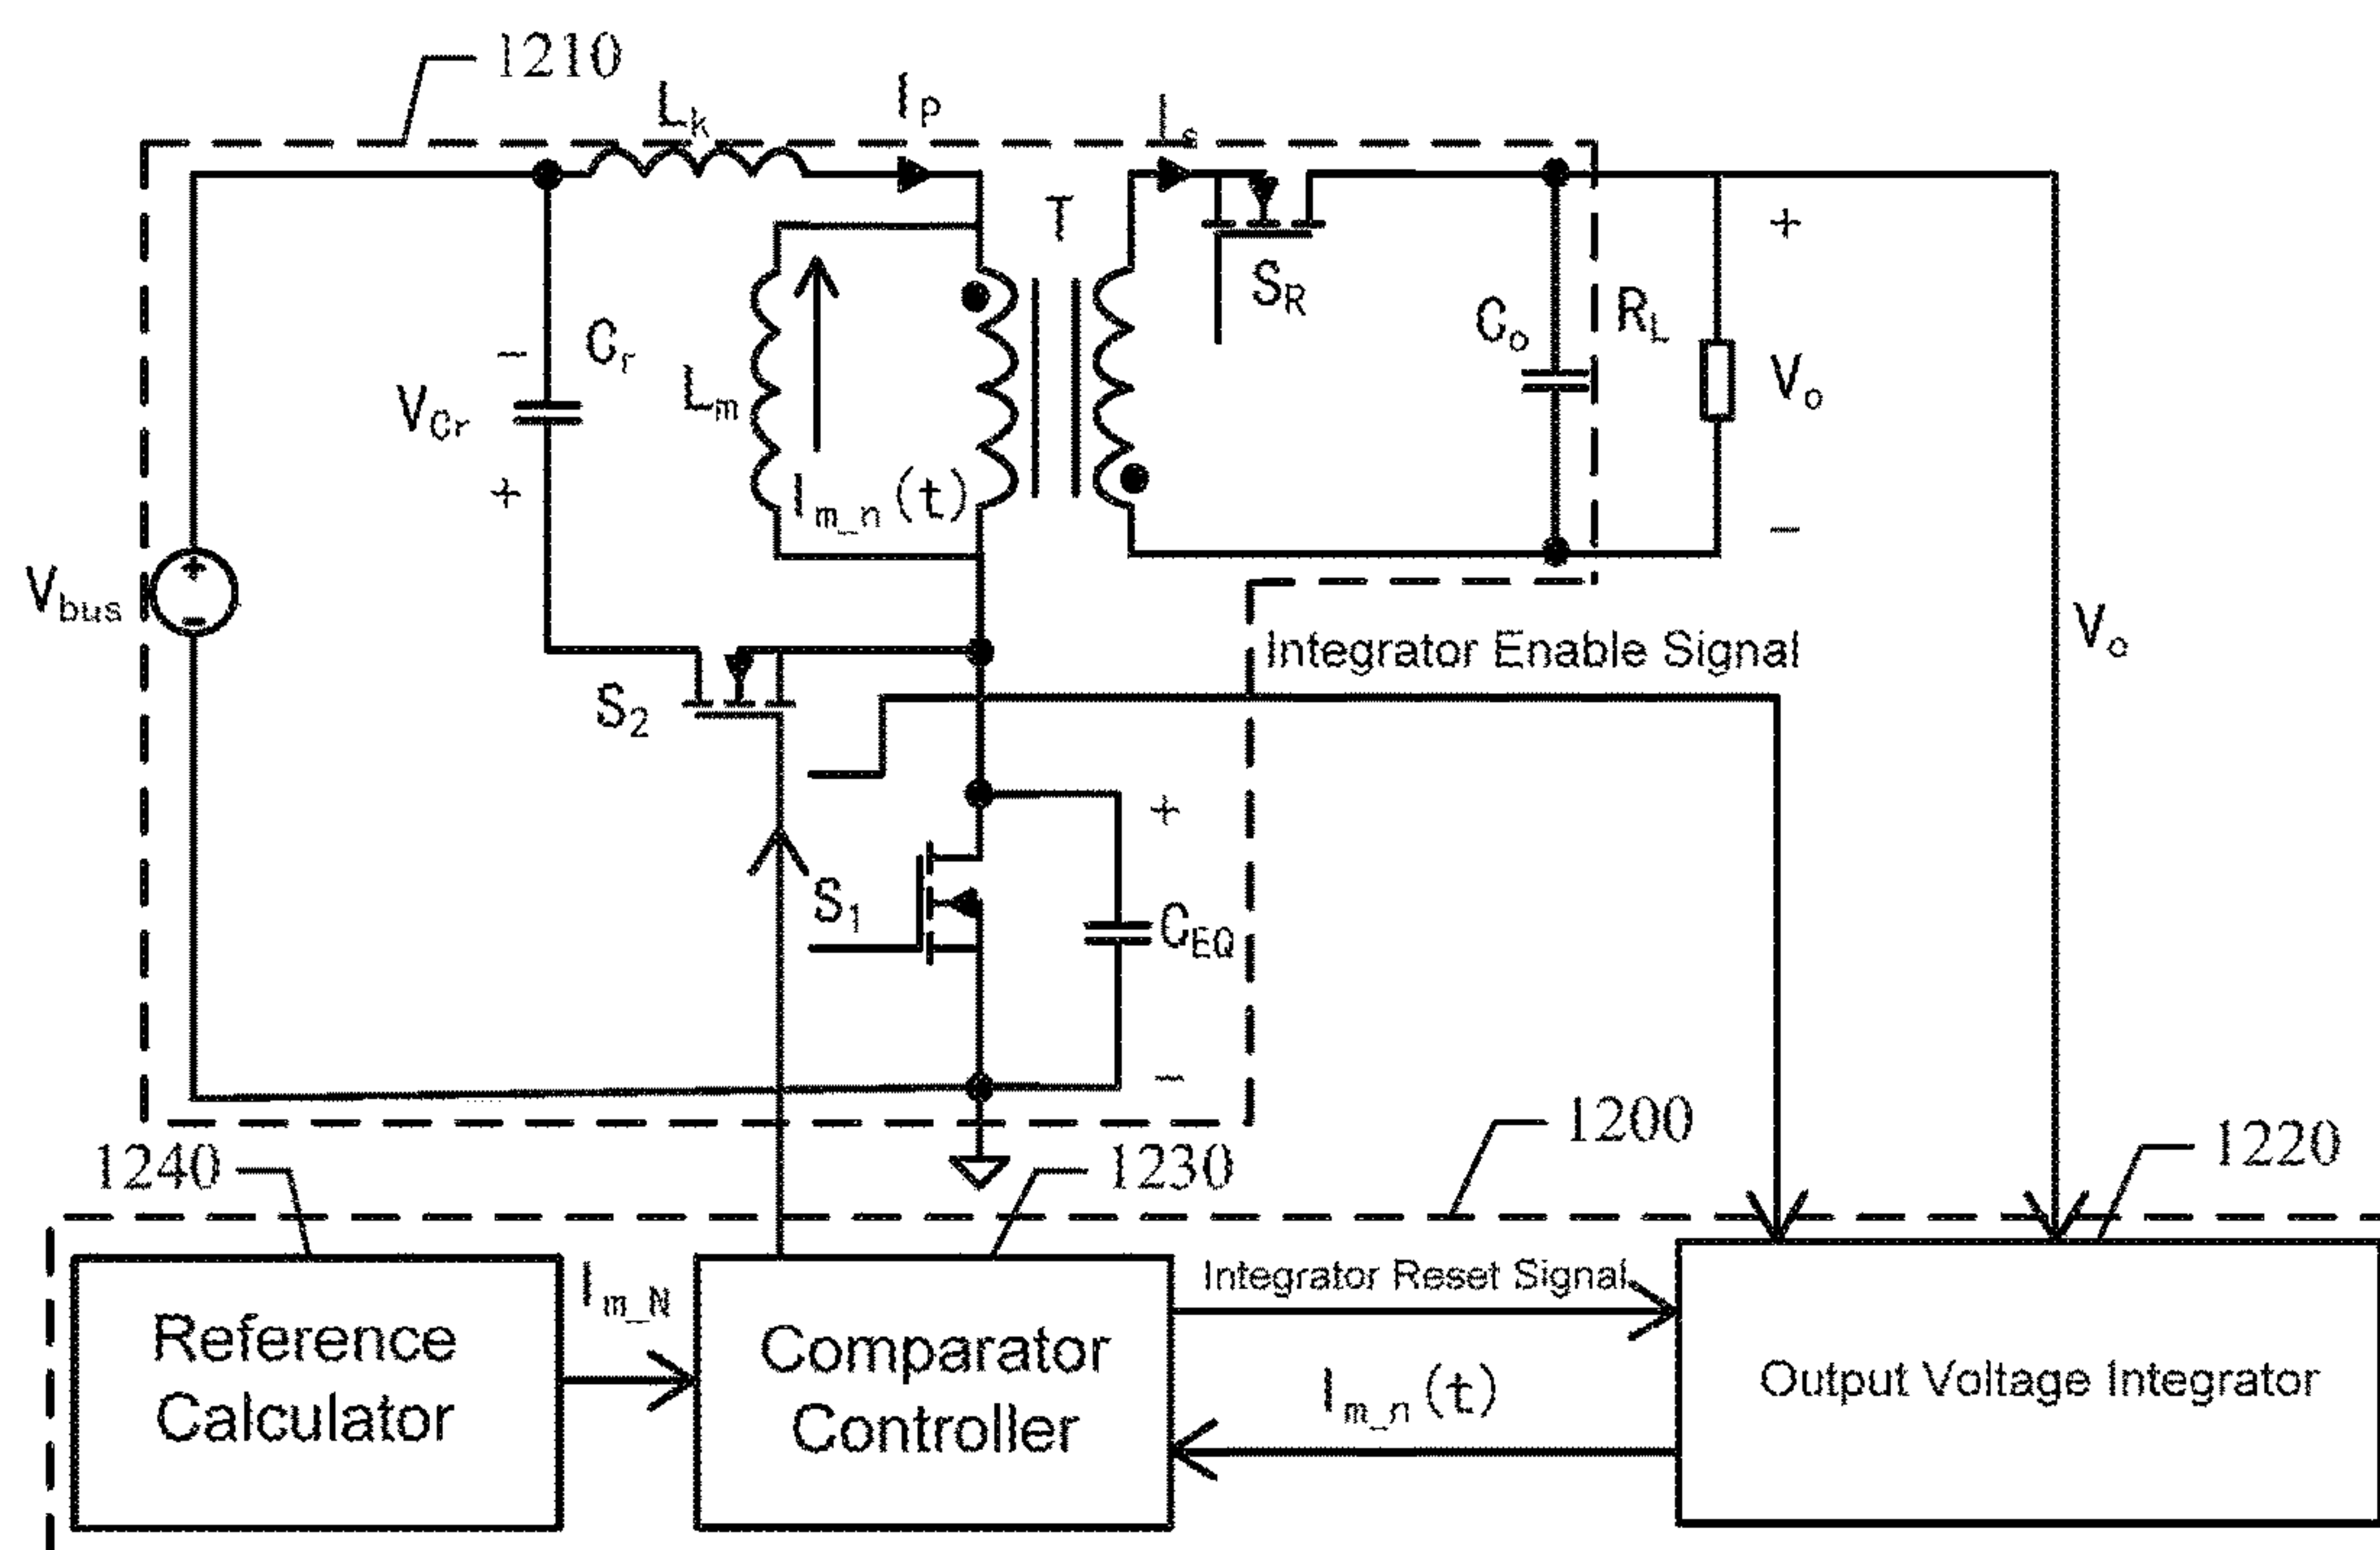 1210
Lk
Ip
Is
T
SR
Cr
−
VCr
+
Lm
Im_n(t)
Co
RL
+
Vo
−
Vbus
+
-
Integrator Enable Signal
Vo
S2
+
S1
CEQ
−
1200
1240
1230
1220
Im_N
Integrator Reset Signal
Reference
Calculator
Comparator
Controller
Im_n(t)
Output Voltage Integrator